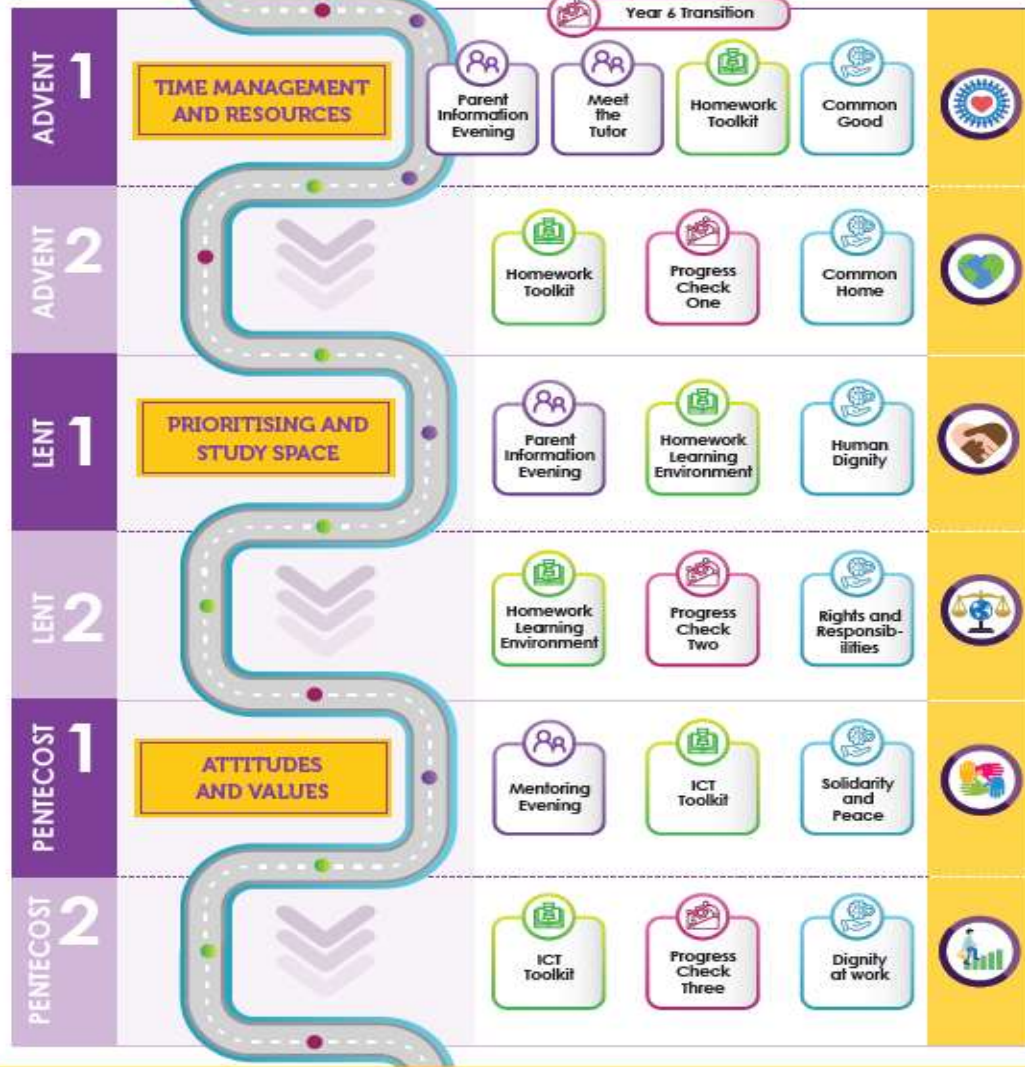 Year 6 Transition
ADVENT 1
TIME MANAGEMENT
AND RESOURCES
Parent
Information
Evening
Meet
the
Tutor
Homework
Toolkit
Common
Good
ADVENT 2
Homework
Toolkit
Progress
Check
One
Common
Home
LENT 1
PRIORITISING AND
STUDY SPACE
Parent
Information
Evening
Homework
Learning
Environment
Human
Dignity
LENT 2
Homework
Learning
Environment
Progress
Check
Two
Rights and
Responsib-
ilities
PENTECOST 1
ATTITUDES
AND VALUES
Mentoring
Evening
ICT
Toolkit
Solidarity
and
Peace
PENTECOST 2
ICT
Toolkit
Progress
Check
Three
Dignity
at work